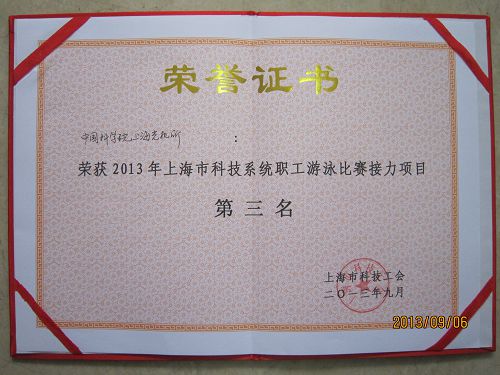 荣誉证书
中国科学院上海光机所：
荣获2013年上海市科技系统职工游泳比赛接力项目
第三名
上海市科技工会
二〇一三年九月
2013/09/06